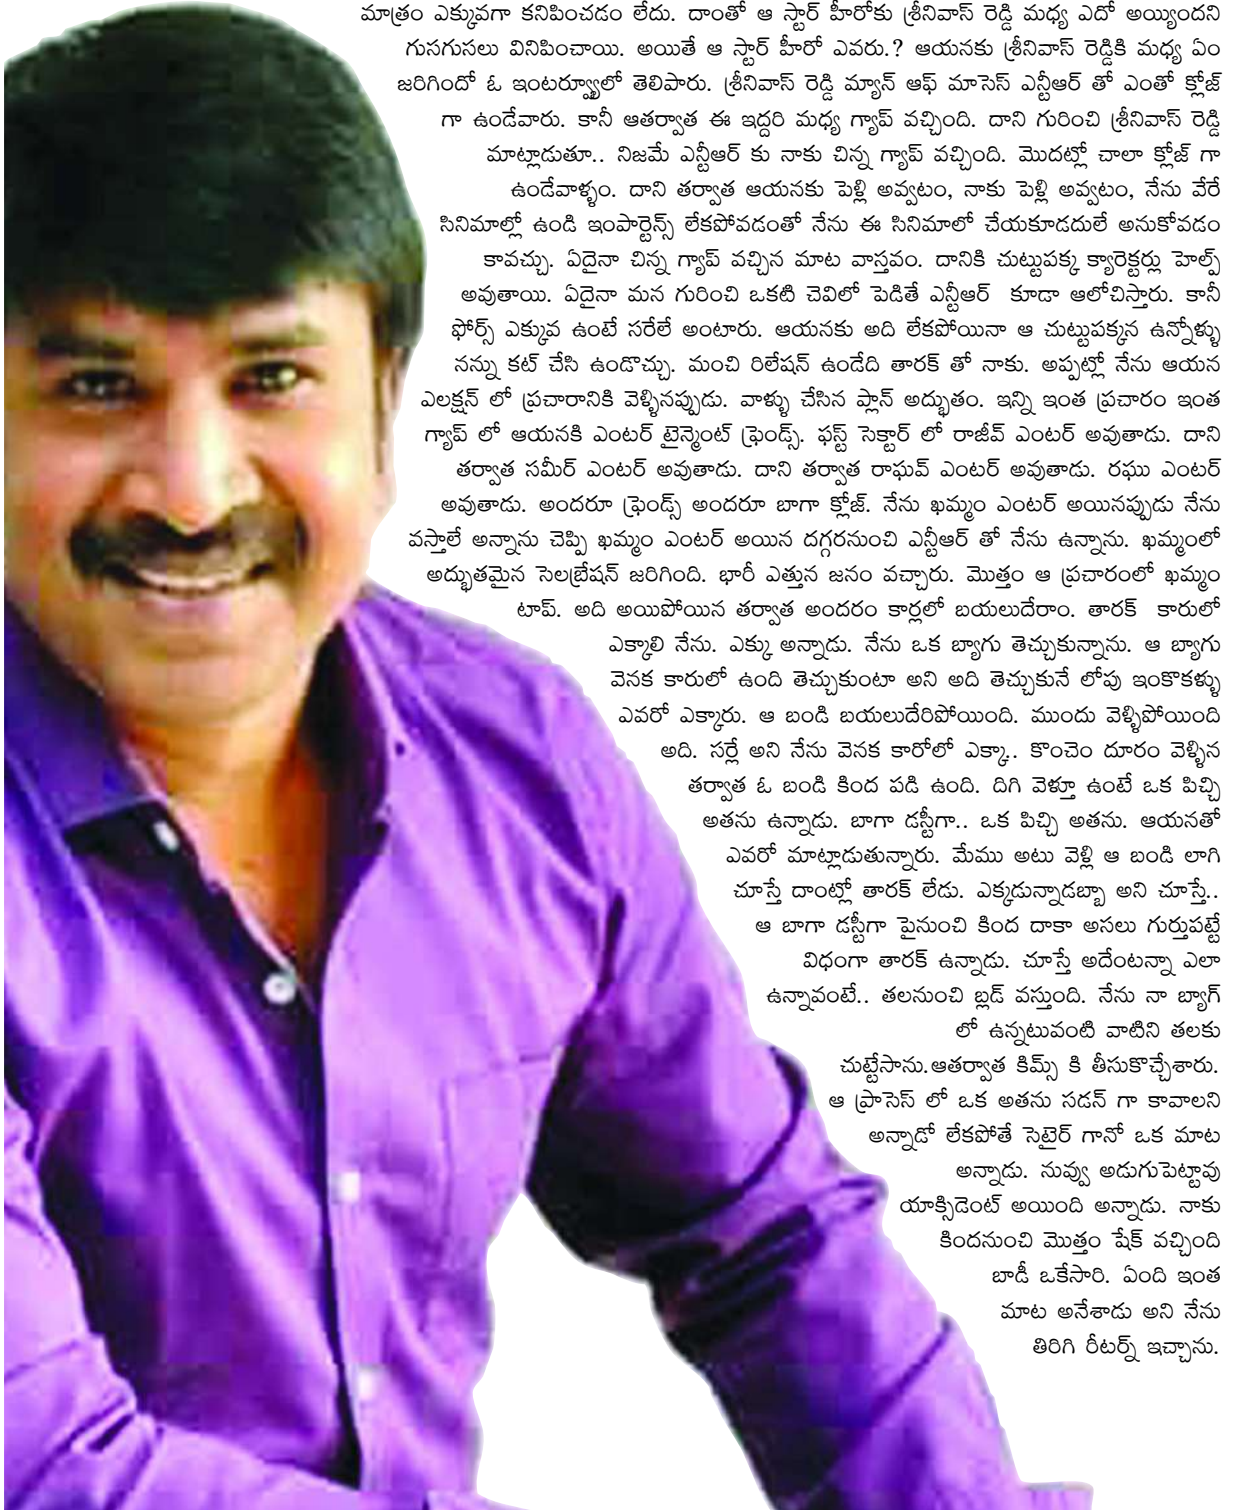 మాత్రం ఎక్కువగా కనిపించడం లేదు. దాంతో ఆ స్టార్ హీరోకు శ్రీనివాస్ రెడ్డి మధ్య ఎదో అయ్యిందని
గుసగుసలు వినిపించాయి. అయితే ఆ స్టార్ హీరో ఎవరు.? ఆయనకు శ్రీనివాస్ రెడ్డికి మధ్య ఏం
జరిగిందో ఓ ఇంటర్వ్యూలో తెలిపారు. శ్రీనివాస్ రెడ్డి మ్యాన్ ఆఫ్ మాసెస్ ఎన్టీఆర్ తో ఎంతో క్లోజ్
గా ఉండేవారు. కానీ ఆతర్వాత ఈ ఇద్దరి మధ్య గ్యాప్ వచ్చింది. దాని గురించి శ్రీనివాస్ రెడ్డి
మాట్లాడుతూ.. నిజమే ఎన్టీఆర్ కు నాకు చిన్న గ్యాప్ వచ్చింది. మొదట్లో చాలా క్లోజ్ గా
ఉండేవాళ్ళం. దాని తర్వాత ఆయనకు పెళ్లి అవ్వటం, నాకు పెళ్లి అవ్వటం, నేను వేరే
సినిమాల్లో ఉండి ఇంపార్టెన్స్ లేకపోవడంతో నేను ఈ సినిమాలో చేయకూడదులే అనుకోవడం
కావచ్చు. ఏదైనా చిన్న గ్యాప్ వచ్చిన మాట వాస్తవం. దానికి చుట్టుపక్క క్యారెక్టర్లు హెల్ప్
అవుతాయి. ఏదైనా మన గురించి ఒకటి చెవిలో పెడితే ఎన్టీఆర్ కూడా ఆలోచిస్తారు. కానీ
ఫోర్స్ ఎక్కువ ఉంటే సరేలే అంటారు. ఆయనకు అది లేకపోయినా ఆ చుట్టుపక్కన ఉన్నోళ్ళు
నన్ను కట్ చేసి ఉండొచ్చు. మంచి రిలేషన్ ఉండేది తారక్ తో నాకు. అప్పట్లో నేను ఆయన
ఎలక్షన్ లో ప్రచారానికి వెళ్ళినప్పుడు. వాళ్ళు చేసిన ప్లాన్ అద్భుతం. ఇన్ని ఇంత ప్రచారం ఇంత
గ్యాప్ లో ఆయనకి ఎంటర్ టైన్మెంట్ ఫ్రెండ్స్. ఫస్ట్ సెక్టార్ లో రాజీవ్ ఎంటర్ అవుతాడు. దాని
తర్వాత సమీర్ ఎంటర్ అవుతాడు. దాని తర్వాత రాఘవ్ ఎంటర్ అవుతాడు. రఘు ఎంటర్
అవుతాడు. అందరూ ఫ్రెండ్స్ అందరూ బాగా క్లోజ్. నేను ఖమ్మం ఎంటర్ అయినప్పుడు నేను
వస్తాలే అన్నాను చెప్పి ఖమ్మం ఎంటర్ అయిన దగ్గరనుంచి ఎన్టీఆర్ తో నేను ఉన్నాను. ఖమ్మంలో
అద్భుతమైన సెలబ్రేషన్ జరిగింది. భారీ ఎత్తున జనం వచ్చారు. మొత్తం ఆ ప్రచారంలో ఖమ్మం
టాప్. అది అయిపోయిన తర్వాత అందరం కార్లలో బయలుదేరాం. తారక్ కారులో
ఎక్కాలి నేను. ఎక్కు అన్నాడు. నేను ఒక బ్యాగు తెచ్చుకున్నాను. ఆ బ్యాగు
వెనక కారులో ఉంది తెచ్చుకుంటా అని అది తెచ్చుకునే లోపు ఇంకొకళ్ళు
ఎవరో ఎక్కారు. ఆ బండి బయలుదేరిపోయింది. ముందు వెళ్ళిపోయింది
అది. సర్లే అని నేను వెనక కారోలో ఎక్కా.. కొంచెం దూరం వెళ్ళిన
తర్వాత ఓ బండి కింద పడి ఉంది. దిగి వెళ్తూ ఉంటే ఒక పిచ్చి
అతను ఉన్నాడు. బాగా డస్టీగా.. ఒక పిచ్చి అతను. ఆయనతో
ఎవరో మాట్లాడుతున్నారు. మేము అటు వెళ్లి ఆ బండి లాగి
చూస్తే దాంట్లో తారక్ లేడు. ఎక్కడున్నాడబ్బా అని చూస్తే..
ఆ బాగా డస్టీగా పైనుంచి కింద దాకా అసలు గుర్తుపట్టే
విధంగా తారక్ ఉన్నాడు. చూస్తే అదేంటన్నా ఎలా
ఉన్నావంటే.. తలనుంచి బ్లడ్ వస్తుంది. నేను నా బ్యాగ్
లో ఉన్నటువంటి వాటిని తలకు
చుట్టేసాను.ఆతర్వాత కిమ్స్ కి తీసుకొచ్చేశారు.
ఆ ప్రాసెస్ లో ఒక అతను సడన్ గా కావాలని
అన్నాడో లేకపోతే సెటైర్ గానో ఒక మాట
అన్నాడు. నువ్వు అడుగుపెట్టావు
యాక్సిడెంట్ అయింది అన్నాడు. నాకు
కిందనుంచి మొత్తం షేక్ వచ్చింది
బాడీ ఒకేసారి. ఏంది ఇంత
మాట అనేశాడు అని నేను
తిరిగి రీటర్న్ ఇచ్చాను.